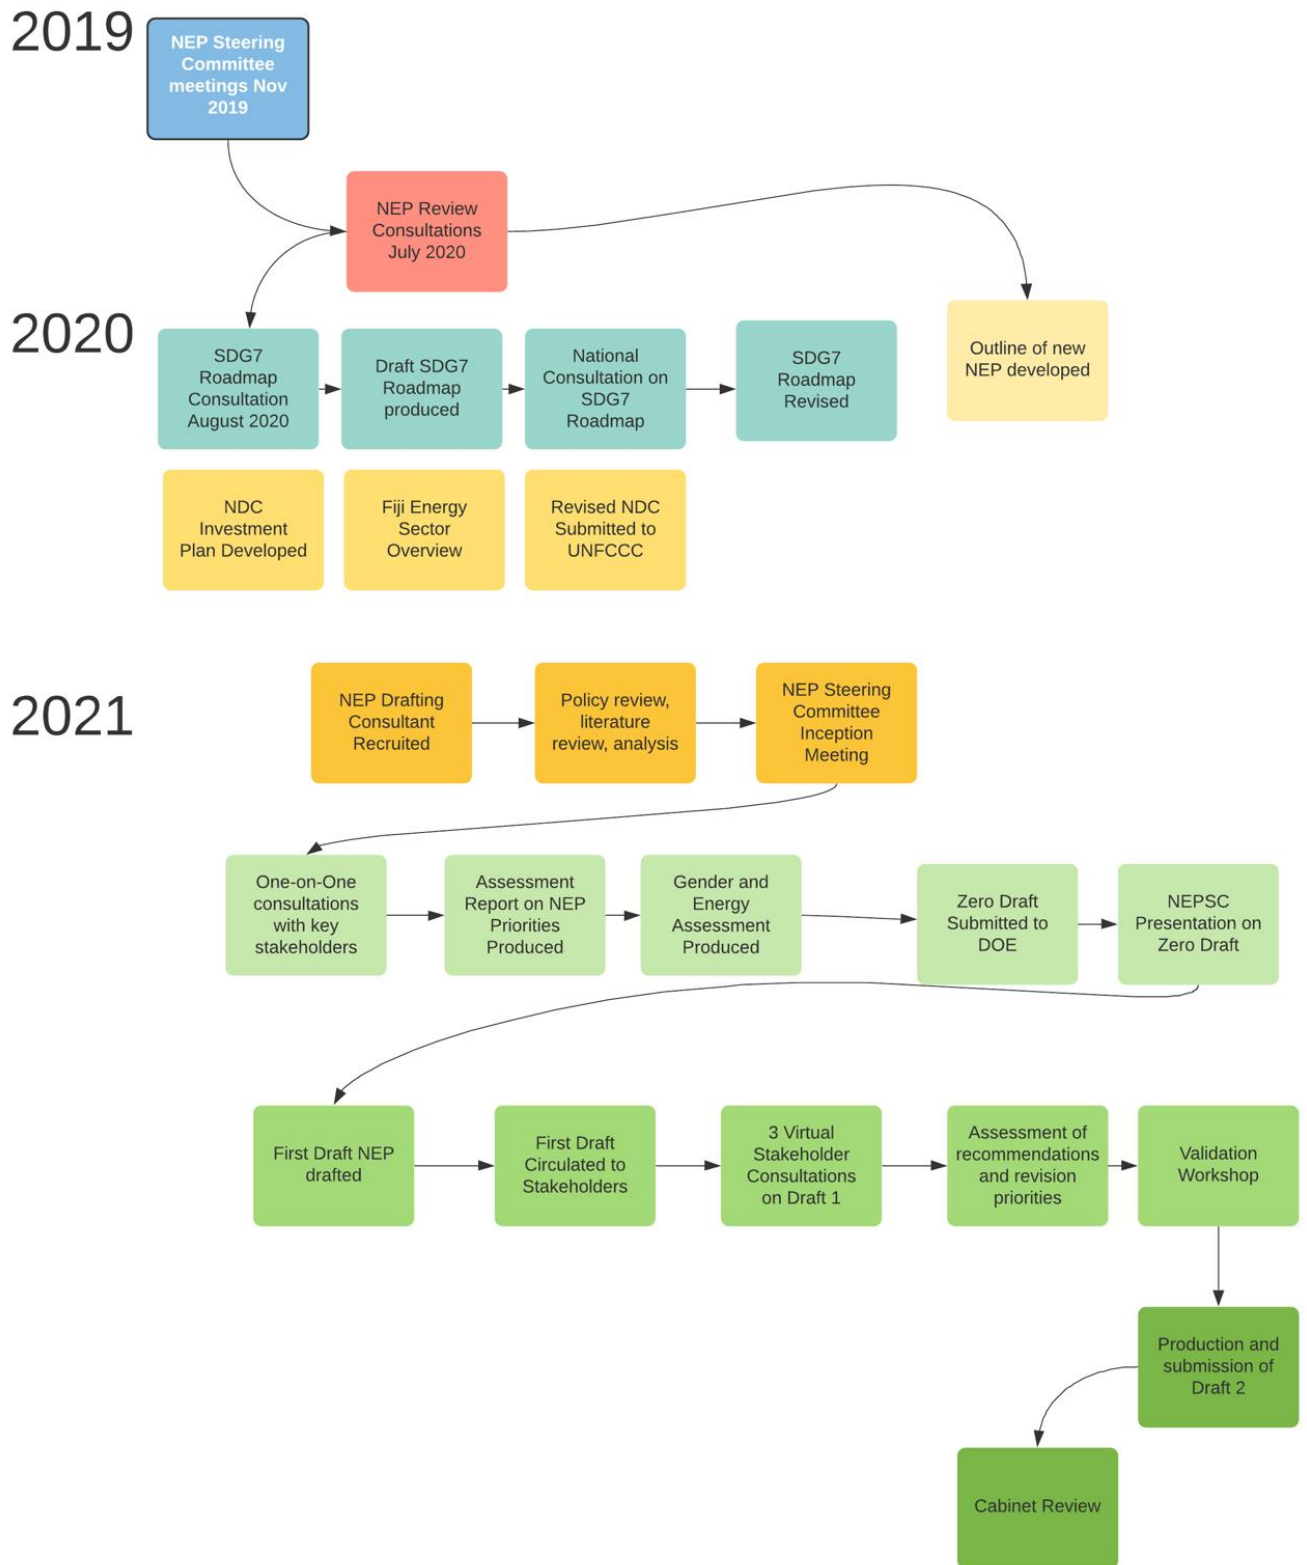 2019
NEP Steering
Committee
meetings Nov
2019
NEP Review
Consultations
July 2020
2020
SDG7
Roadmap
Consultation
August 2020
Draft SDG7
Roadmap
produced
National
Consultation on
SDG7
Roadmap
SDG7
Roadmap
Revised
Outline of new
NEP developed
NDC
Investment
Plan Developed
Fiji Energy
Sector
Overview
Revised NDC
Submitted to
UNFCCC
2021
NEP Drafting
Consultant
Recruited
Policy review,
literature
review, analysis
NEP Steering
Committee
Inception
Meeting
One-on-One
consultations
with key
stakeholders
Assessment
Report on NEP
Priorities
Produced
Gender and
Energy
Assessment
Produced
Zero Draft
Submitted to
DOE
NEPSC
Presentation on
Zero Draft
First Draft NEP
drafted
First Draft
Circulated to
Stakeholders
3 Virtual
Stakeholder
Consultations
on Draft 1
Assessment of
recommendations
and revision
priorities
Validation
Workshop
Production and
submission of
Draft 2
Cabinet Review